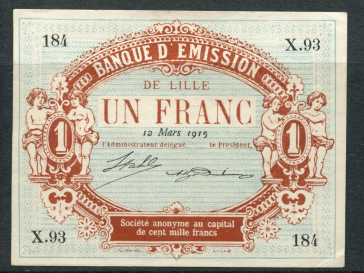 184 X.93
BANQUE D'EMISSION
DE LILLE
UN FRANC
12 Mars 1915
l'Administrateur délégué, le Président,
1 1
Société anonyme au capital
de cent mille francs
X.93 184